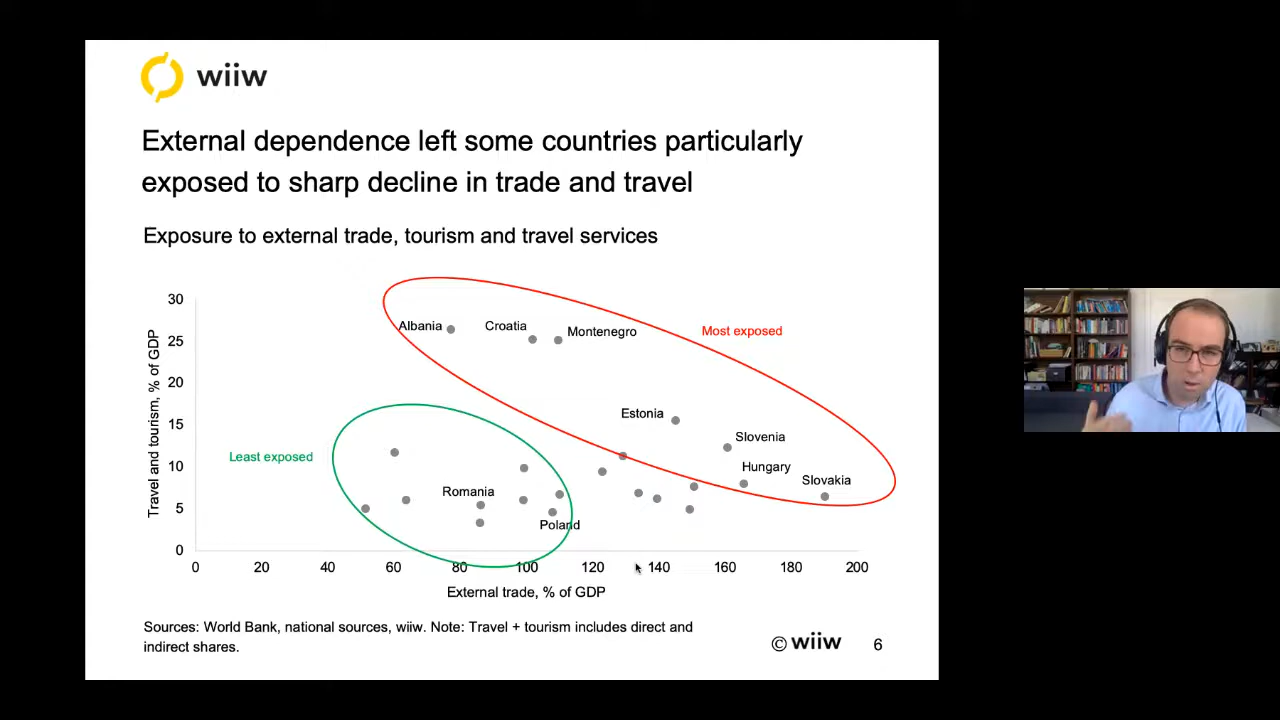 wiiw
External dependence left some countries particularly
exposed to sharp decline in trade and travel
Exposure to external trade, tourism and travel services
Travel and tourism, % of GDP
30
25
20
15
10
5
0
Albania
Croatia
Montenegro
Most exposed
Estonia
Slovenia
Least exposed
Hungary
Slovakia
Romania
Poland
0 20 40 60 80 100 120 140 160 180 200
External trade, % of GDP
Sources: World Bank, national sources, wiiw. Note: Travel + tourism includes direct and
indirect shares.
© wiiw 6